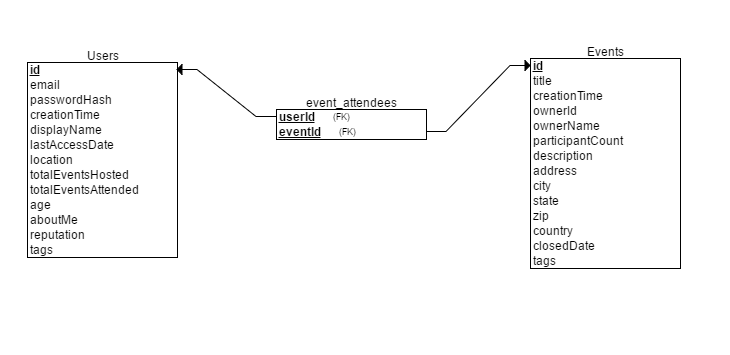 Users
id
email
passwordHash
creationTime
displayName
lastAccessDate
location
totalEventsHosted
totalEventsAttended
age
aboutMe
reputation
tags
event_attendees
userId (FK)
eventId (FK)
Events
id
title
creationTime
ownerId
ownerName
participantCount
description
address
city
state
zip
country
closedDate
tags